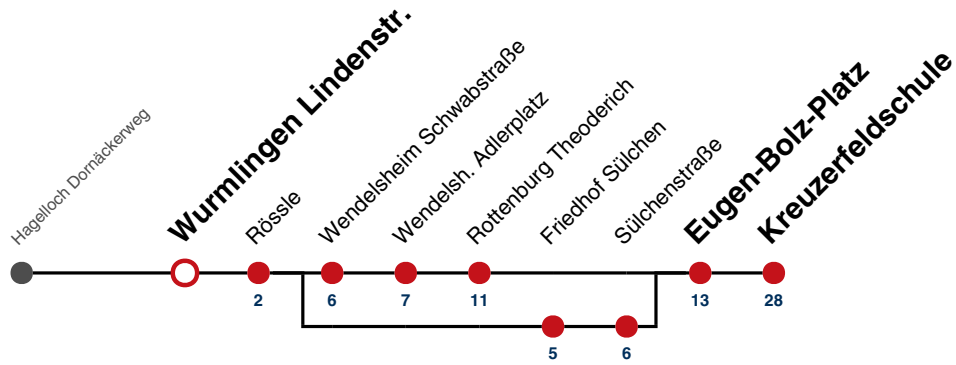 Hagelloch Dornäckerweg
Wurmlingen Lindenstr.
Rössle
Wendelsheim Schwabstraße
Wendelsh. Adlerplatz
Rottenburg Theoderich
Friedhof Sülchen
Sülchenstraße
Eugen-Bolz-Platz
Kreuzerfeldschule
2
6
7
11
13
28
5
6